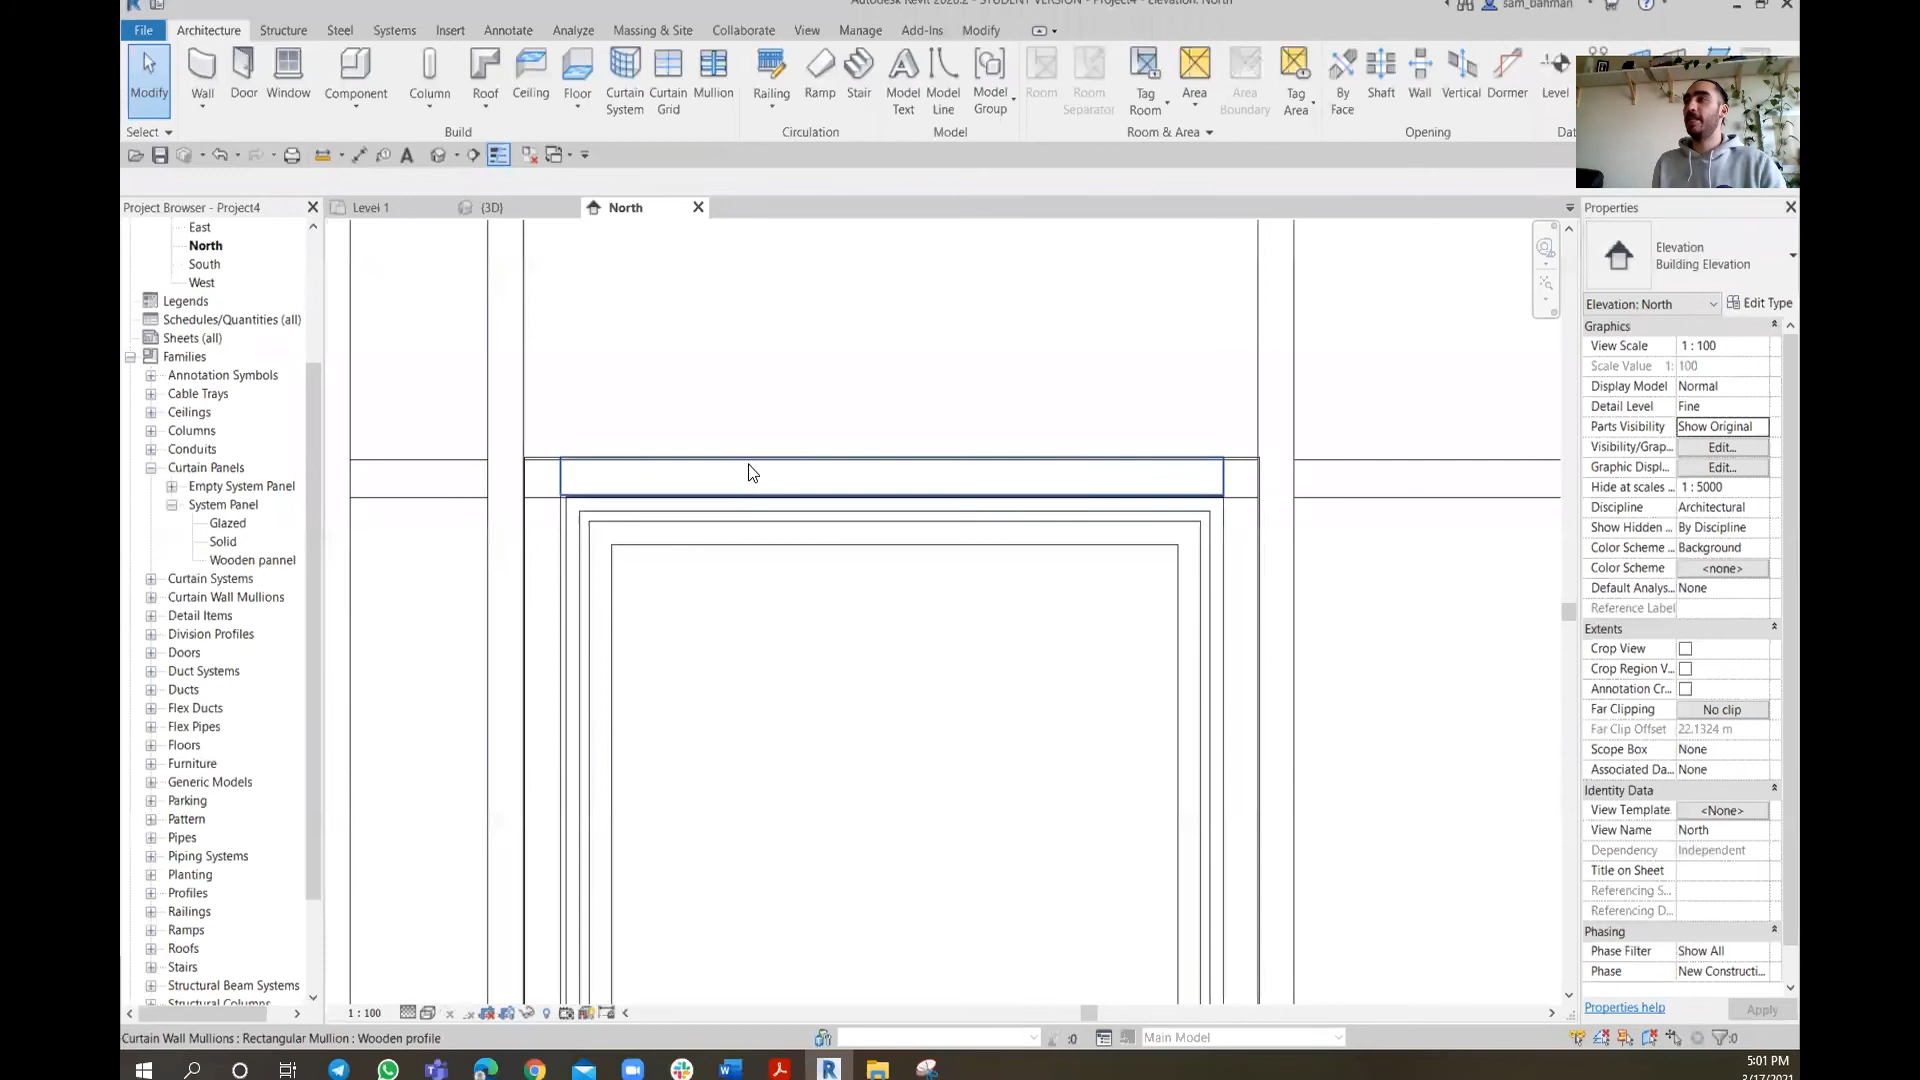 Autodesk Revit 2020.2 - STUDENT VERSION - Project4 - Elevation: North
sam_bahman
File Architecture Structure Steel Systems Insert Annotate Analyze Massing & Site Collaborate View Manage Add-Ins Modify
Modify Wall Door Window Component Column Roof Ceiling Floor Curtain System Curtain Grid Mullion Railing Ramp Stair Model Text Model Line Model Group Room Room Separator Tag Room Area Area Boundary Tag Area By Face Shaft Wall Vertical Dormer Level
Select Build Circulation Model Room & Area Opening Dat
Project Browser - Project4
Level 1 {3D} North
Properties
East
North
South
West
Legends
Schedules/Quantities (all)
Sheets (all)
Families
Annotation Symbols
Cable Trays
Ceilings
Columns
Conduits
Curtain Panels
Empty System Panel
System Panel
Glazed
Solid
Wooden pannel
Curtain Systems
Curtain Wall Mullions
Detail Items
Division Profiles
Doors
Duct Systems
Ducts
Flex Ducts
Flex Pipes
Floors
Furniture
Generic Models
Parking
Pattern
Pipes
Piping Systems
Planting
Profiles
Railings
Ramps
Roofs
Stairs
Structural Beam Systems
Structural Columns
Elevation
Building Elevation
Elevation: North Edit Type
Graphics
View Scale 1 : 100
Scale Value 1: 100
Display Model Normal
Detail Level Fine
Parts Visibility Show Original
Visibility/Grap... Edit...
Graphic Displ... Edit...
Hide at scales ... 1 : 5000
Discipline Architectural
Show Hidden ... By Discipline
Color Scheme ... Background
Color Scheme <none>
Default Analys... None
Reference Label
Extents
Crop View
Crop Region V...
Annotation Cr...
Far Clipping No clip
Far Clip Offset 22.1324 m
Scope Box None
Associated Da... None
Identity Data
View Template <None>
View Name North
Dependency Independent
Title on Sheet
Referencing S...
Referencing D...
Phasing
Phase Filter Show All
Phase New Constructi...
Properties help Apply
1 : 100
Curtain Wall Mullions : Rectangular Mullion : Wooden profile
:0 Main Model :0
5:01 PM
3/17/2021